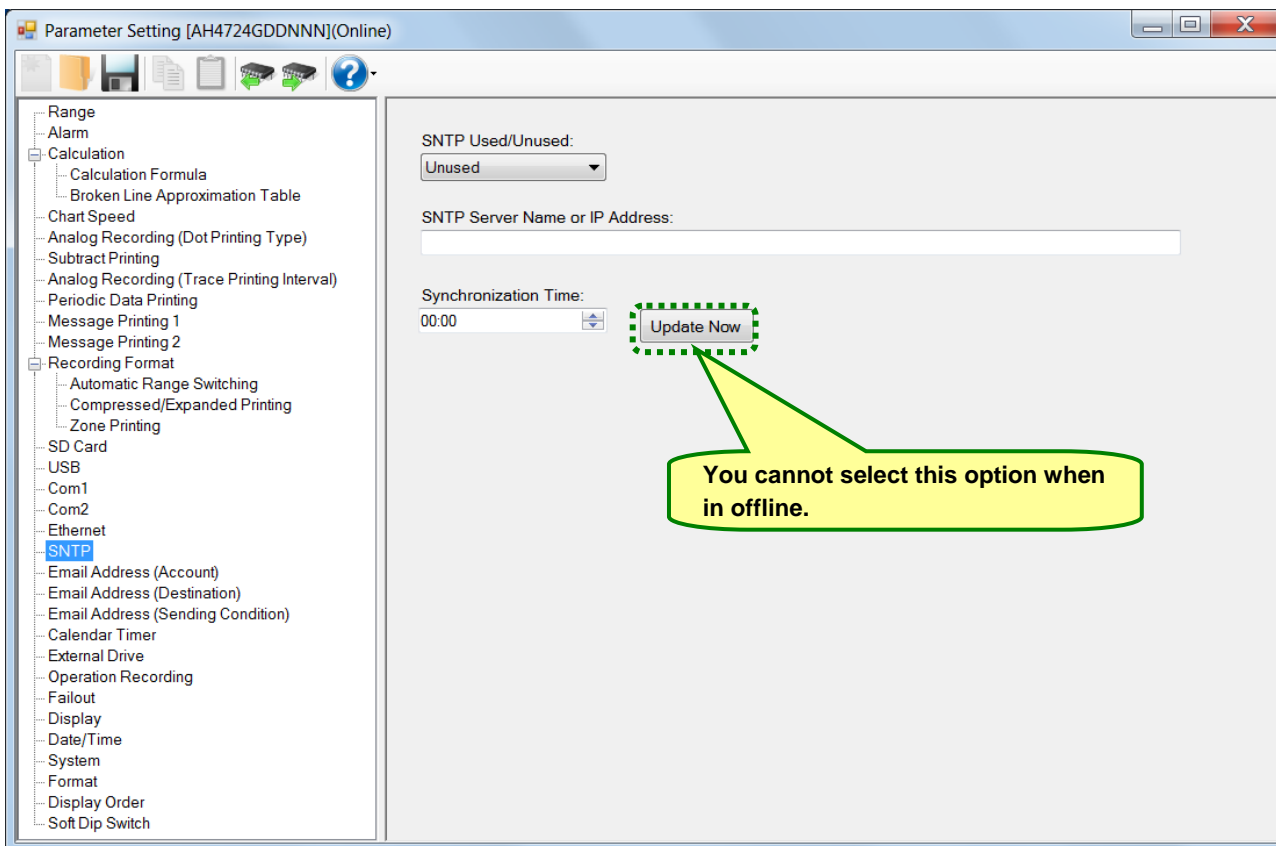 Parameter Setting [AH4724GDDNNN](Online)
Range
Alarm
Calculation
Calculation Formula
Broken Line Approximation Table
Chart Speed
Analog Recording (Dot Printing Type)
Subtract Printing
Analog Recording (Trace Printing Interval)
Periodic Data Printing
Message Printing 1
Message Printing 2
Recording Format
Automatic Range Switching
Compressed/Expanded Printing
Zone Printing
SD Card
USB
Com1
Com2
Ethernet
SNTP
Email Address (Account)
Email Address (Destination)
Email Address (Sending Condition)
Calendar Timer
External Drive
Operation Recording
Failout
Display
Date/Time
System
Format
Display Order
Soft Dip Switch
SNTP Used/Unused:
Unused
SNTP Server Name or IP Address:
Synchronization Time:
00:00
Update Now
You cannot select this option when
in offline.